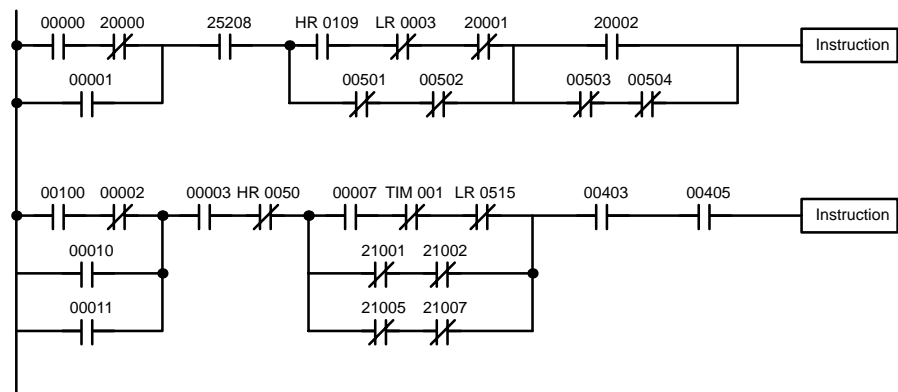 00000 20000 25208 HR 0109 LR 0003 20001 20002
Instruction
00001 00501 00502 00503 00504
00100 00002 00003 HR 0050 00007 TIM 001 LR 0515 00403 00405
Instruction
00010 21001 21002
00011 21005 21007